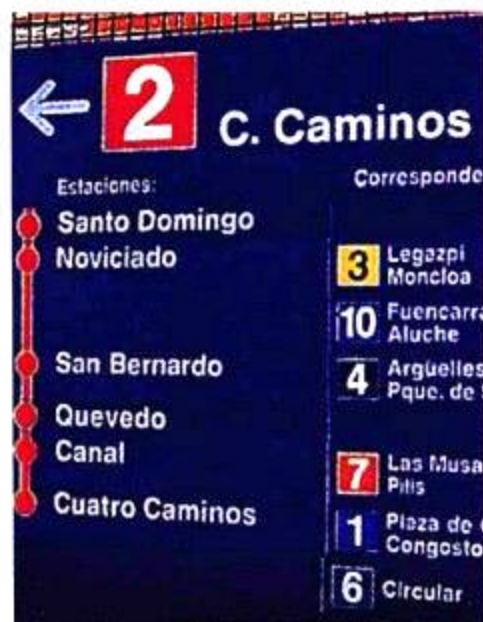 2 C. Caminos
Estaciones:
Corresponde
Santo Domingo
Noviciado
3 Legazpi
Moncloa
10 Fuencarra
Aluche
San Bernardo
4 Argüelles
Pque. de
Quevedo
Canal
7 Las Musa
Pitis
Cuatro Caminos
1 Plaza de
Congosto
6 Circular